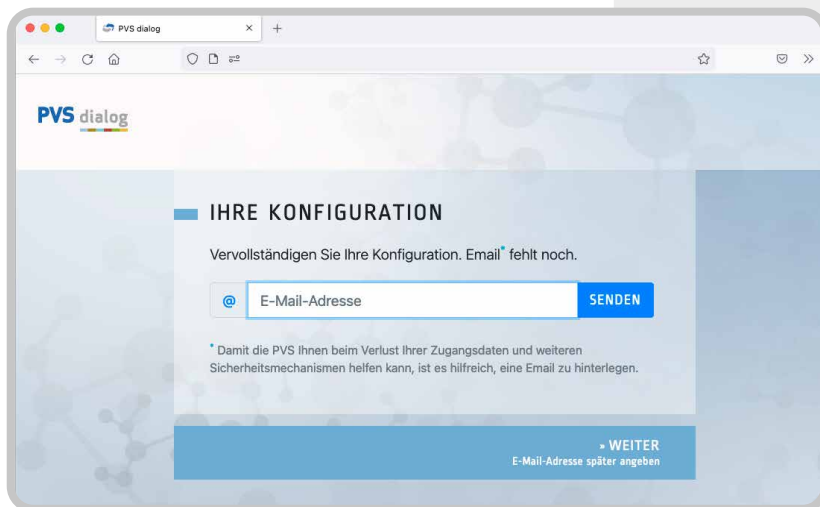 PVS dialog
PVS dialog
IHRE KONFIGURATION
Vervollständigen Sie Ihre Konfiguration. Email* fehlt noch.
@ E-Mail-Adresse SENDEN
* Damit die PVS Ihnen beim Verlust Ihrer Zugangsdaten und weiteren
Sicherheitsmechanismen helfen kann, ist es hilfreich, eine Email zu hinterlegen.
» WEITER
E-Mail-Adresse später angeben